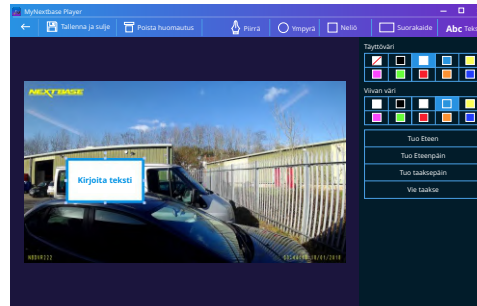 MyNextbase Player
Tallenna ja sulje
Poista huomautus
Piirrä
Ympyrä
Neliö
Suorakaide
Abc Teks
Täyttöväri
NEXTBASE
Viivan väri
Tuo Eteen
Tuo Eteenpäin
Tuo taaksepäin
Vie taakse
Kirjoita teksti